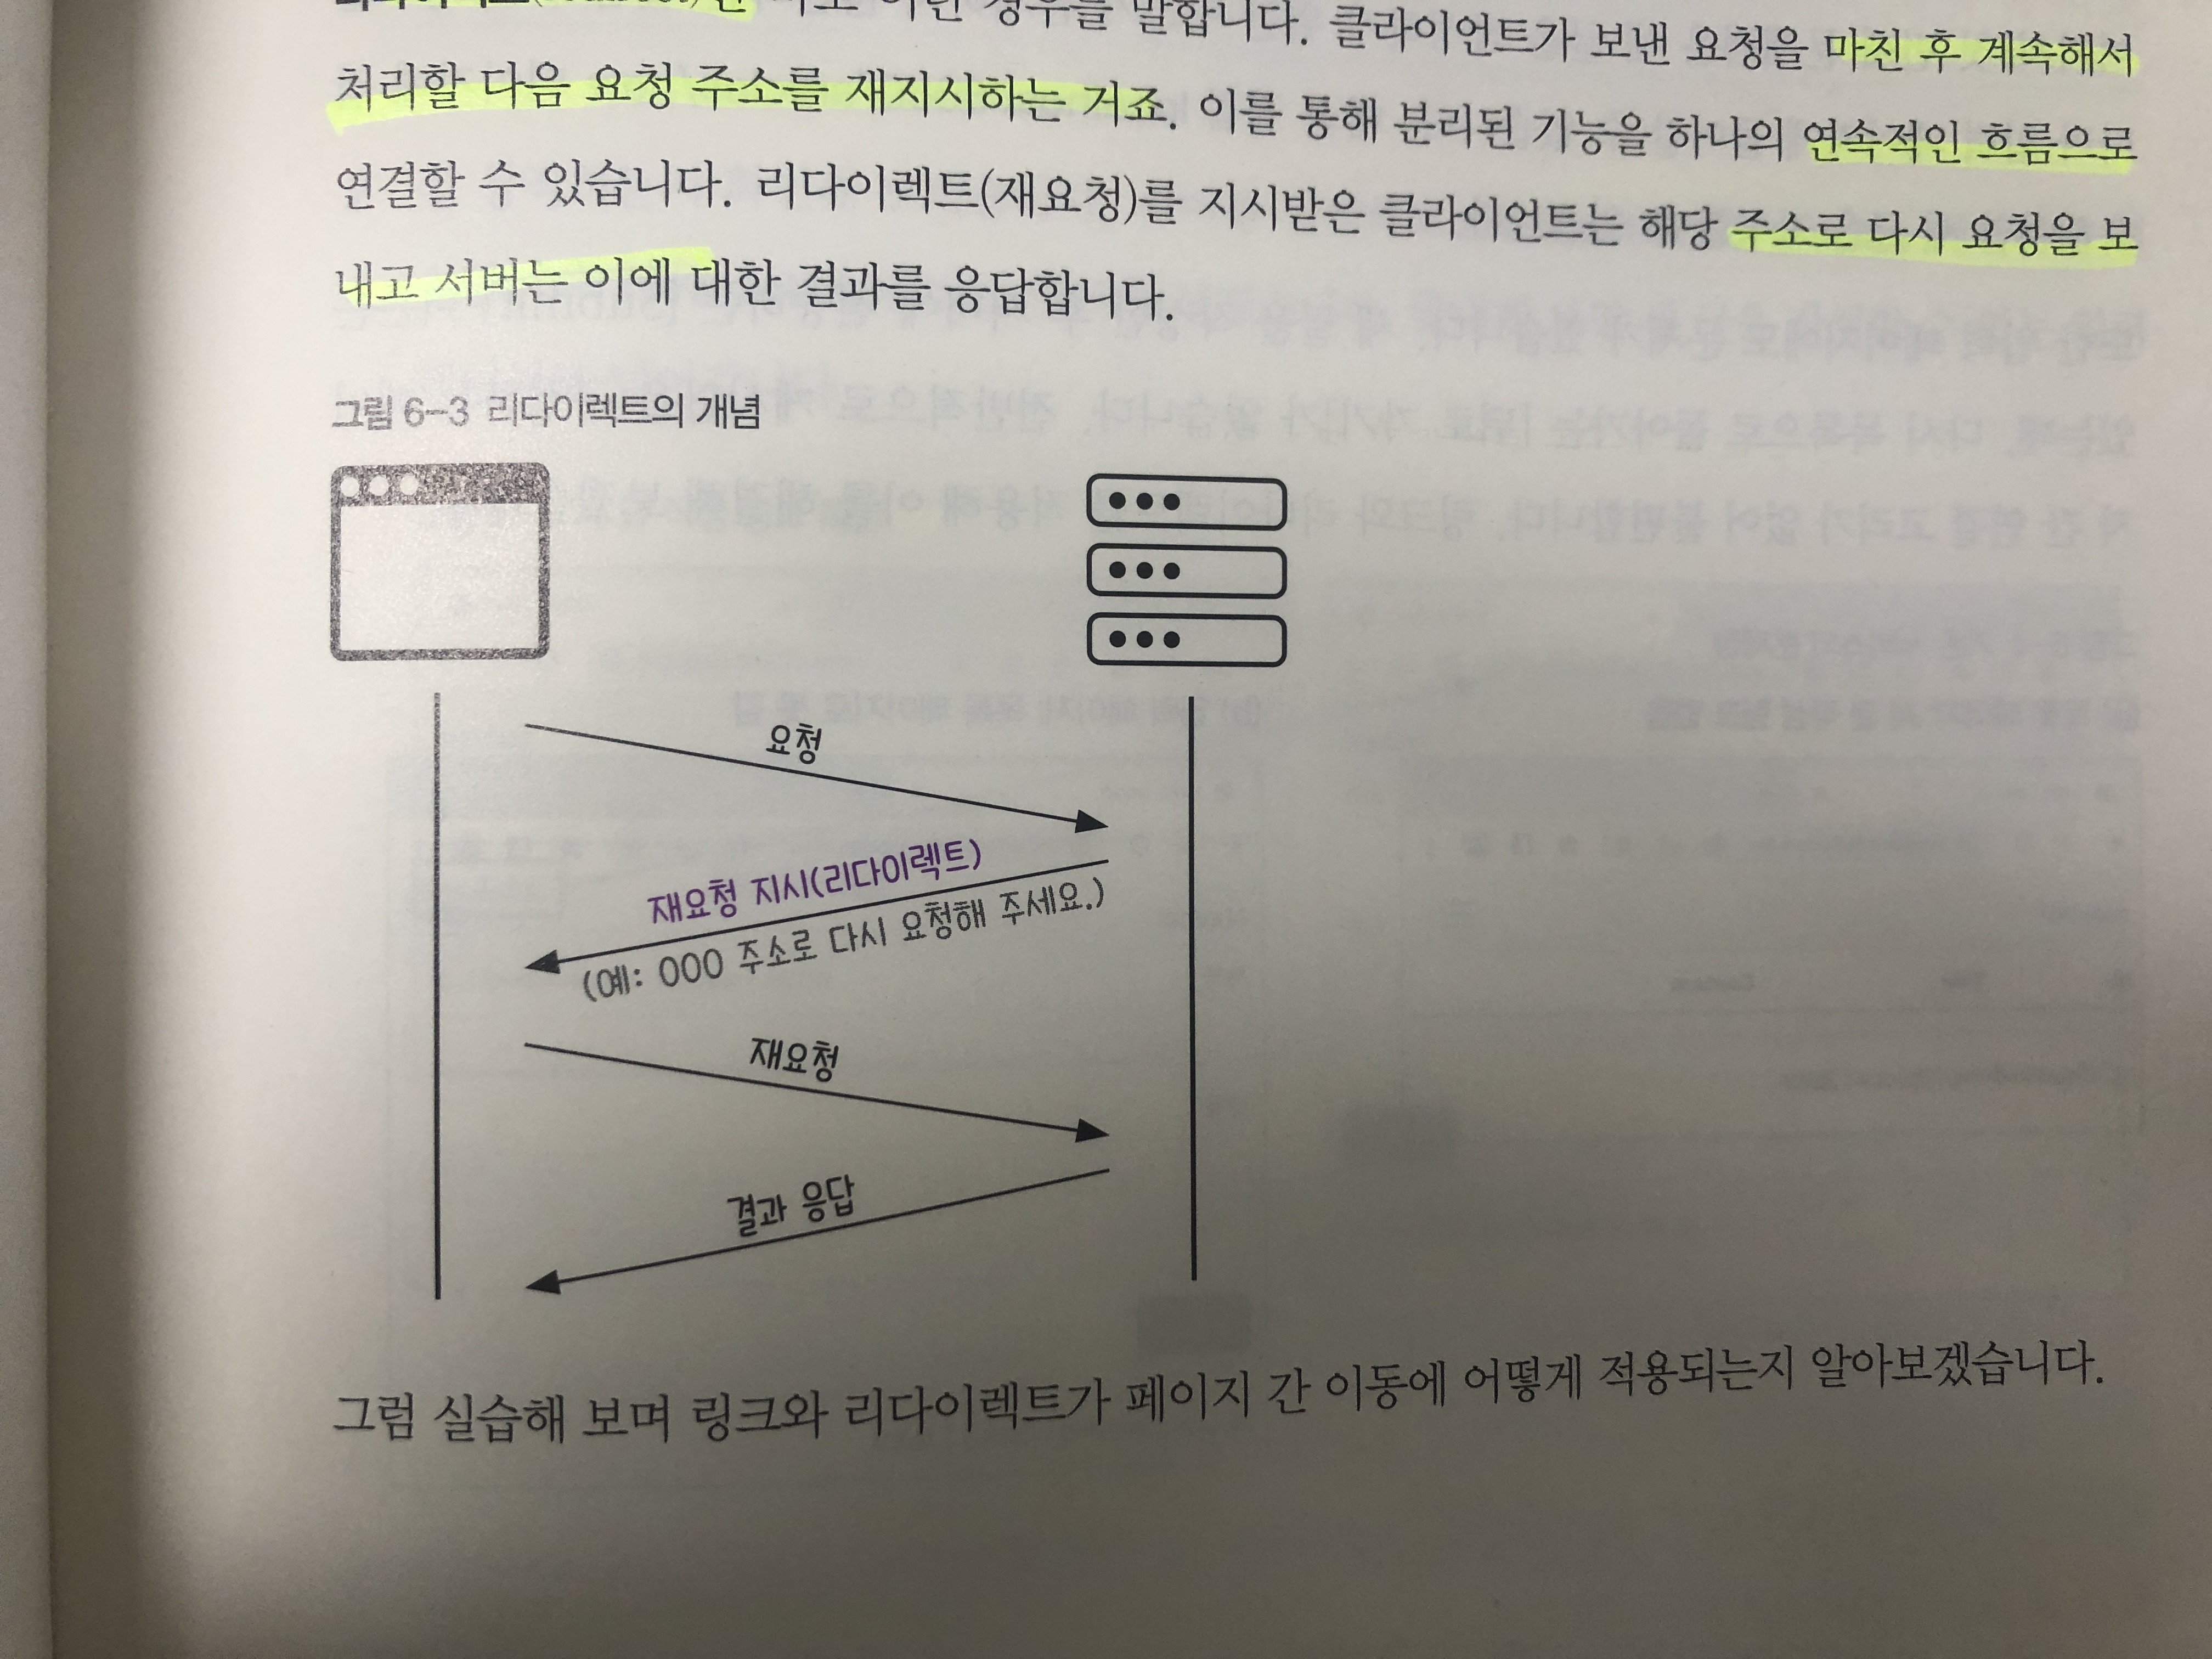 경우를 말합니다. 클라이언트가 보낸 요청을 마친 후 계속해서
처리할 다음 요청 주소를 재지시하는 거죠. 이를 통해 분리된 기능을 하나의 연속적인 흐름으로
연결할 수 있습니다. 리다이렉트(재요청)를 지시받은 클라이언트는 해당 주소로 다시 요청을 보
내고 서버는 이에 대한 결과를 응답합니다.
그림 6-3 리다이렉트의 개념
요청
재요청 지시(리다이렉트)
(예: OOO 주소로 다시 요청해 주세요.)
재요청
결과 응답
그럼 실습해 보며 링크와 리다이렉트가 페이지 간 이동에 어떻게 적용되는지 알아보겠습니다.